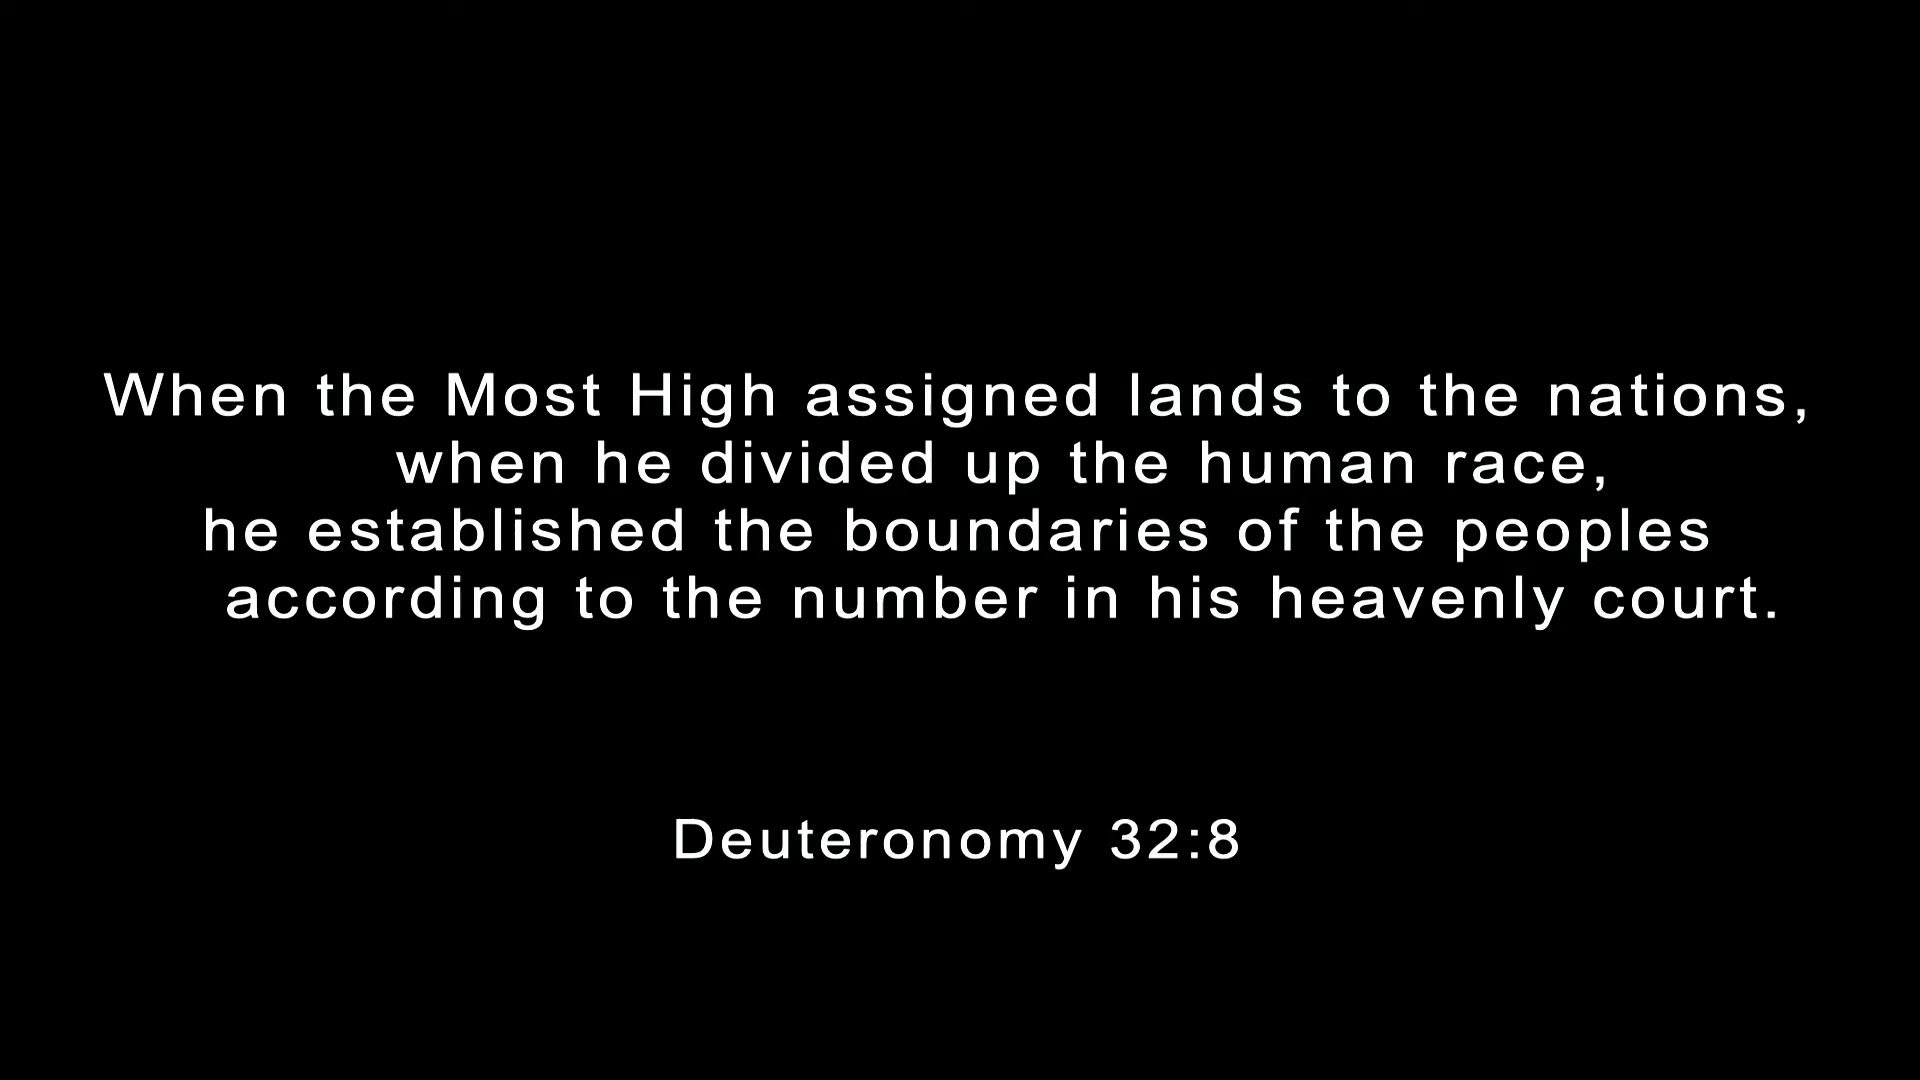 When the Most High assigned lands to the nations,
when he divided up the human race,
he established the boundaries of the peoples
according to the number in his heavenly court.
Deuteronomy 32:8